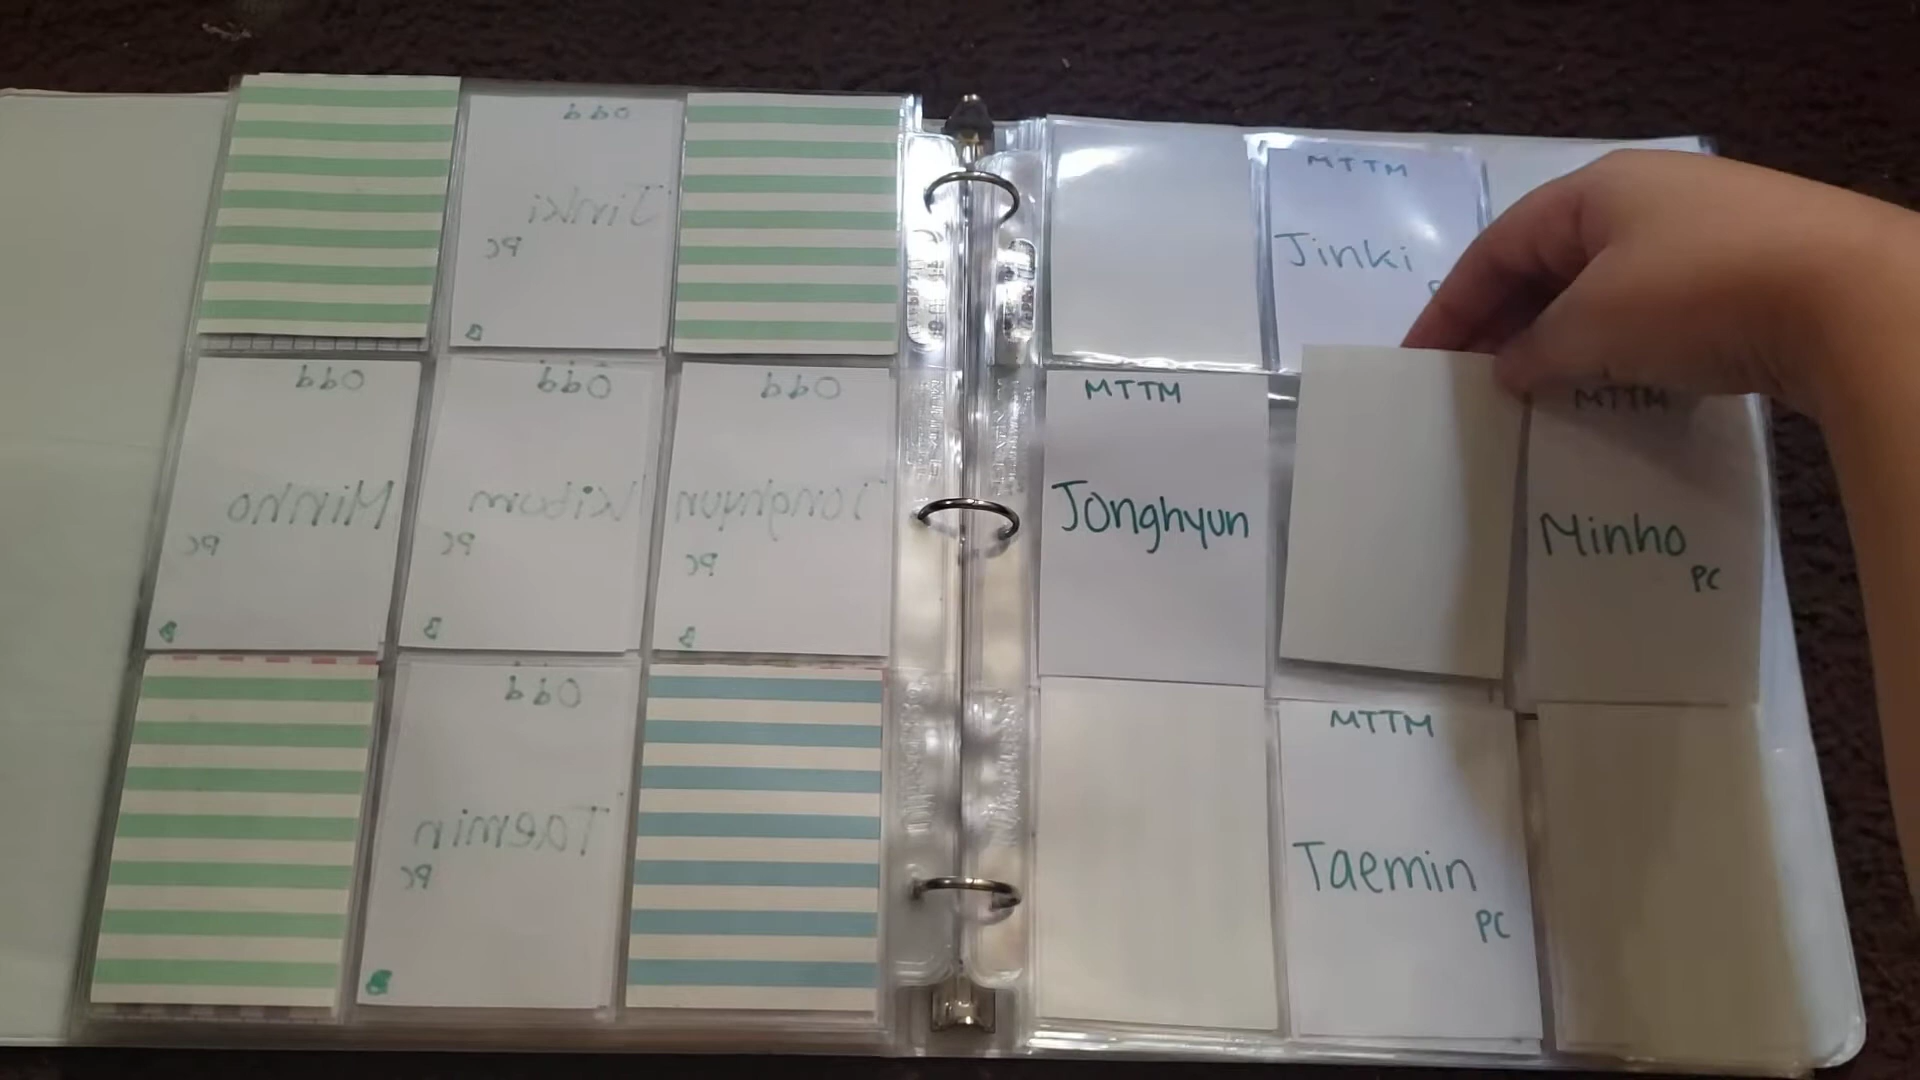 Odd
Jinki
PC
B
Odd
Minho
PC
B
Odd
Kibum
PC
B
Odd
Jonghyun
PC
B
Odd
Taemin
PC
MTTM
Jinki
MTTM
Jonghyun
MTTM
Minho
PC
MTTM
Taemin
PC